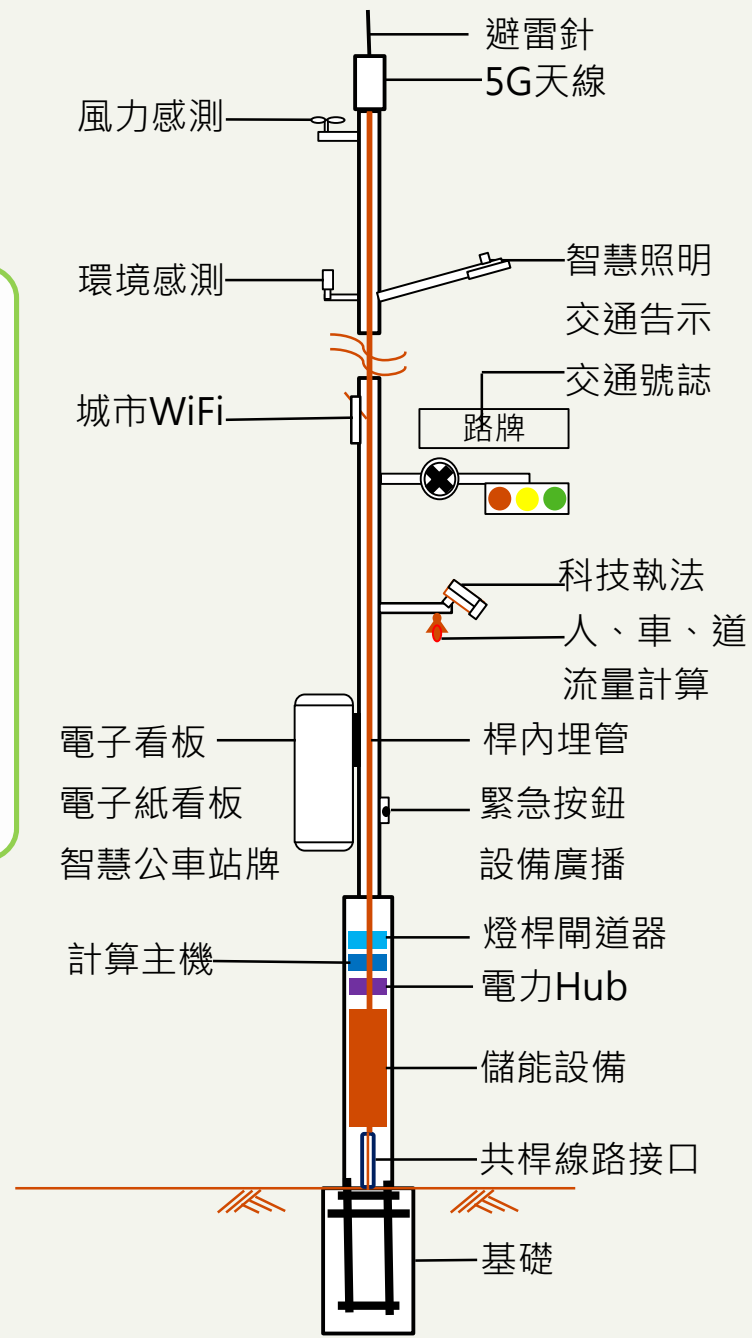 避雷針
5G天線
風力感測
環境感測
智慧照明
交通告示
交通號誌
城市WiFi
路牌
科技執法
人、車、道
流量計算
電子看板
電子紙看板
智慧公車站牌
桿內埋管
緊急按鈕
設備廣播
燈桿閘道器
計算主機
電力Hub
儲能設備
共桿線路接口
基礎